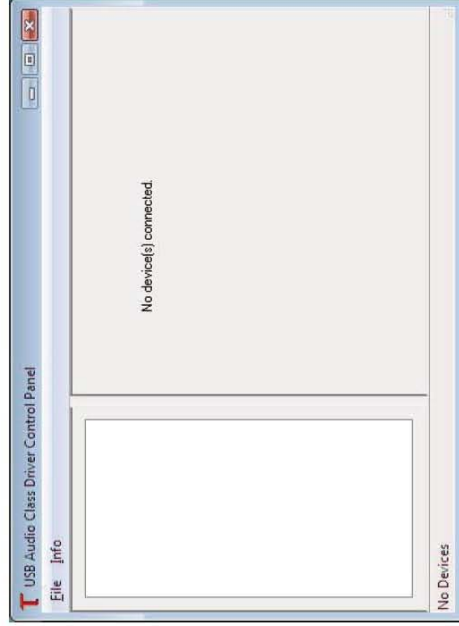 USB Audio Class Driver Control Panel
File Info
No device(s) connected.
No Devices